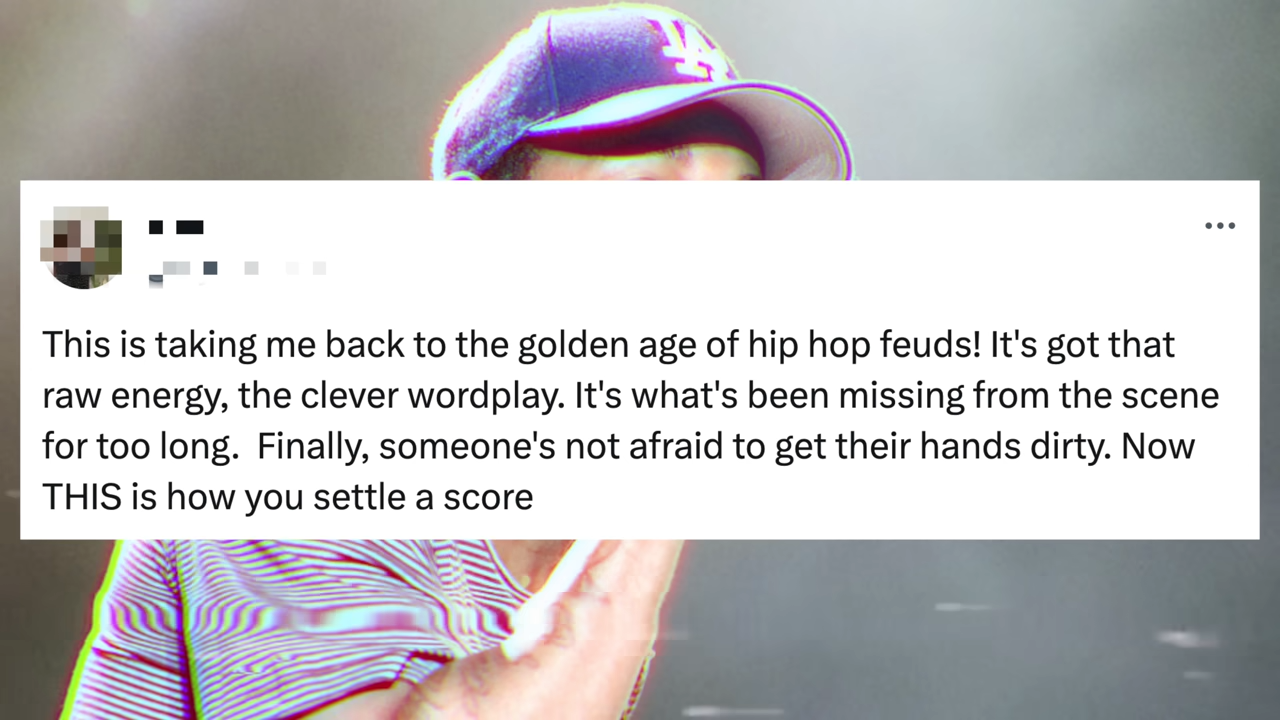 LA
This is taking me back to the golden age of hip hop feuds! It's got that
raw energy, the clever wordplay. It's what's been missing from the scene
for too long.  Finally, someone's not afraid to get their hands dirty. Now
THIS is how you settle a score